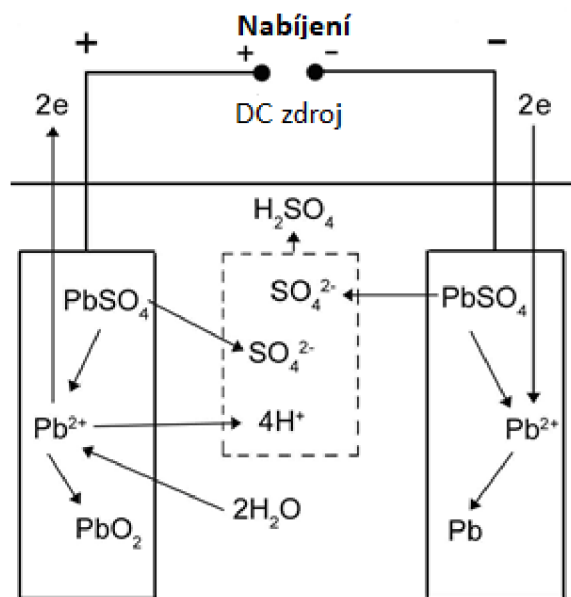 Nabíjení
+ + − −
2e DC zdroj 2e
H₂SO₄
PbSO₄ SO₄²⁻ PbSO₄
SO₄²⁻
Pb²⁺ 4H⁺ Pb²⁺
2H₂O
PbO₂ Pb